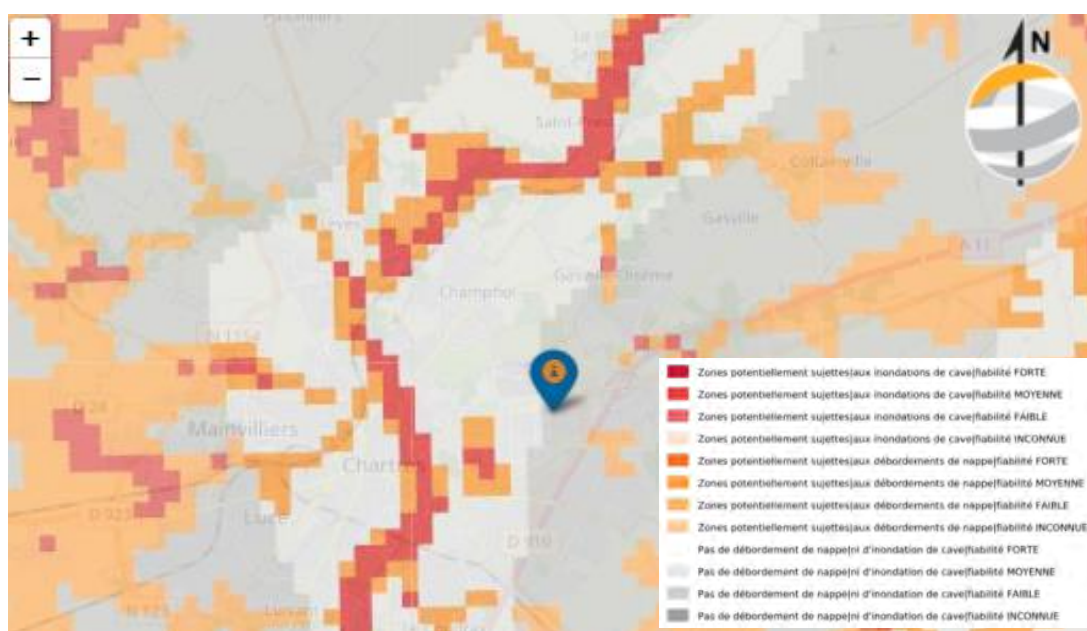 +
−
N
Saint-Prest
Coltainville
Lèves
Gasville
A 11
Gasville-Oisème
Champhol
N 1154
D 24
Mainvilliers
Chartres
Lucé
D 910
N 123
Luisant
Zones potentiellement sujettes|aux inondations de cave|fiabilité FORTE
Zones potentiellement sujettes|aux inondations de cave|fiabilité MOYENNE
Zones potentiellement sujettes|aux inondations de cave|fiabilité FAIBLE
Zones potentiellement sujettes|aux inondations de cave|fiabilité INCONNUE
Zones potentiellement sujettes|aux débordements de nappe|fiabilité FORTE
Zones potentiellement sujettes|aux débordements de nappe|fiabilité MOYENNE
Zones potentiellement sujettes|aux débordements de nappe|fiabilité FAIBLE
Zones potentiellement sujettes|aux débordements de nappe|fiabilité INCONNUE
Pas de débordement de nappe|ni d'inondation de cave|fiabilité FORTE
Pas de débordement de nappe|ni d'inondation de cave|fiabilité MOYENNE
Pas de débordement de nappe|ni d'inondation de cave|fiabilité FAIBLE
Pas de débordement de nappe|ni d'inondation de cave|fiabilité INCONNUE